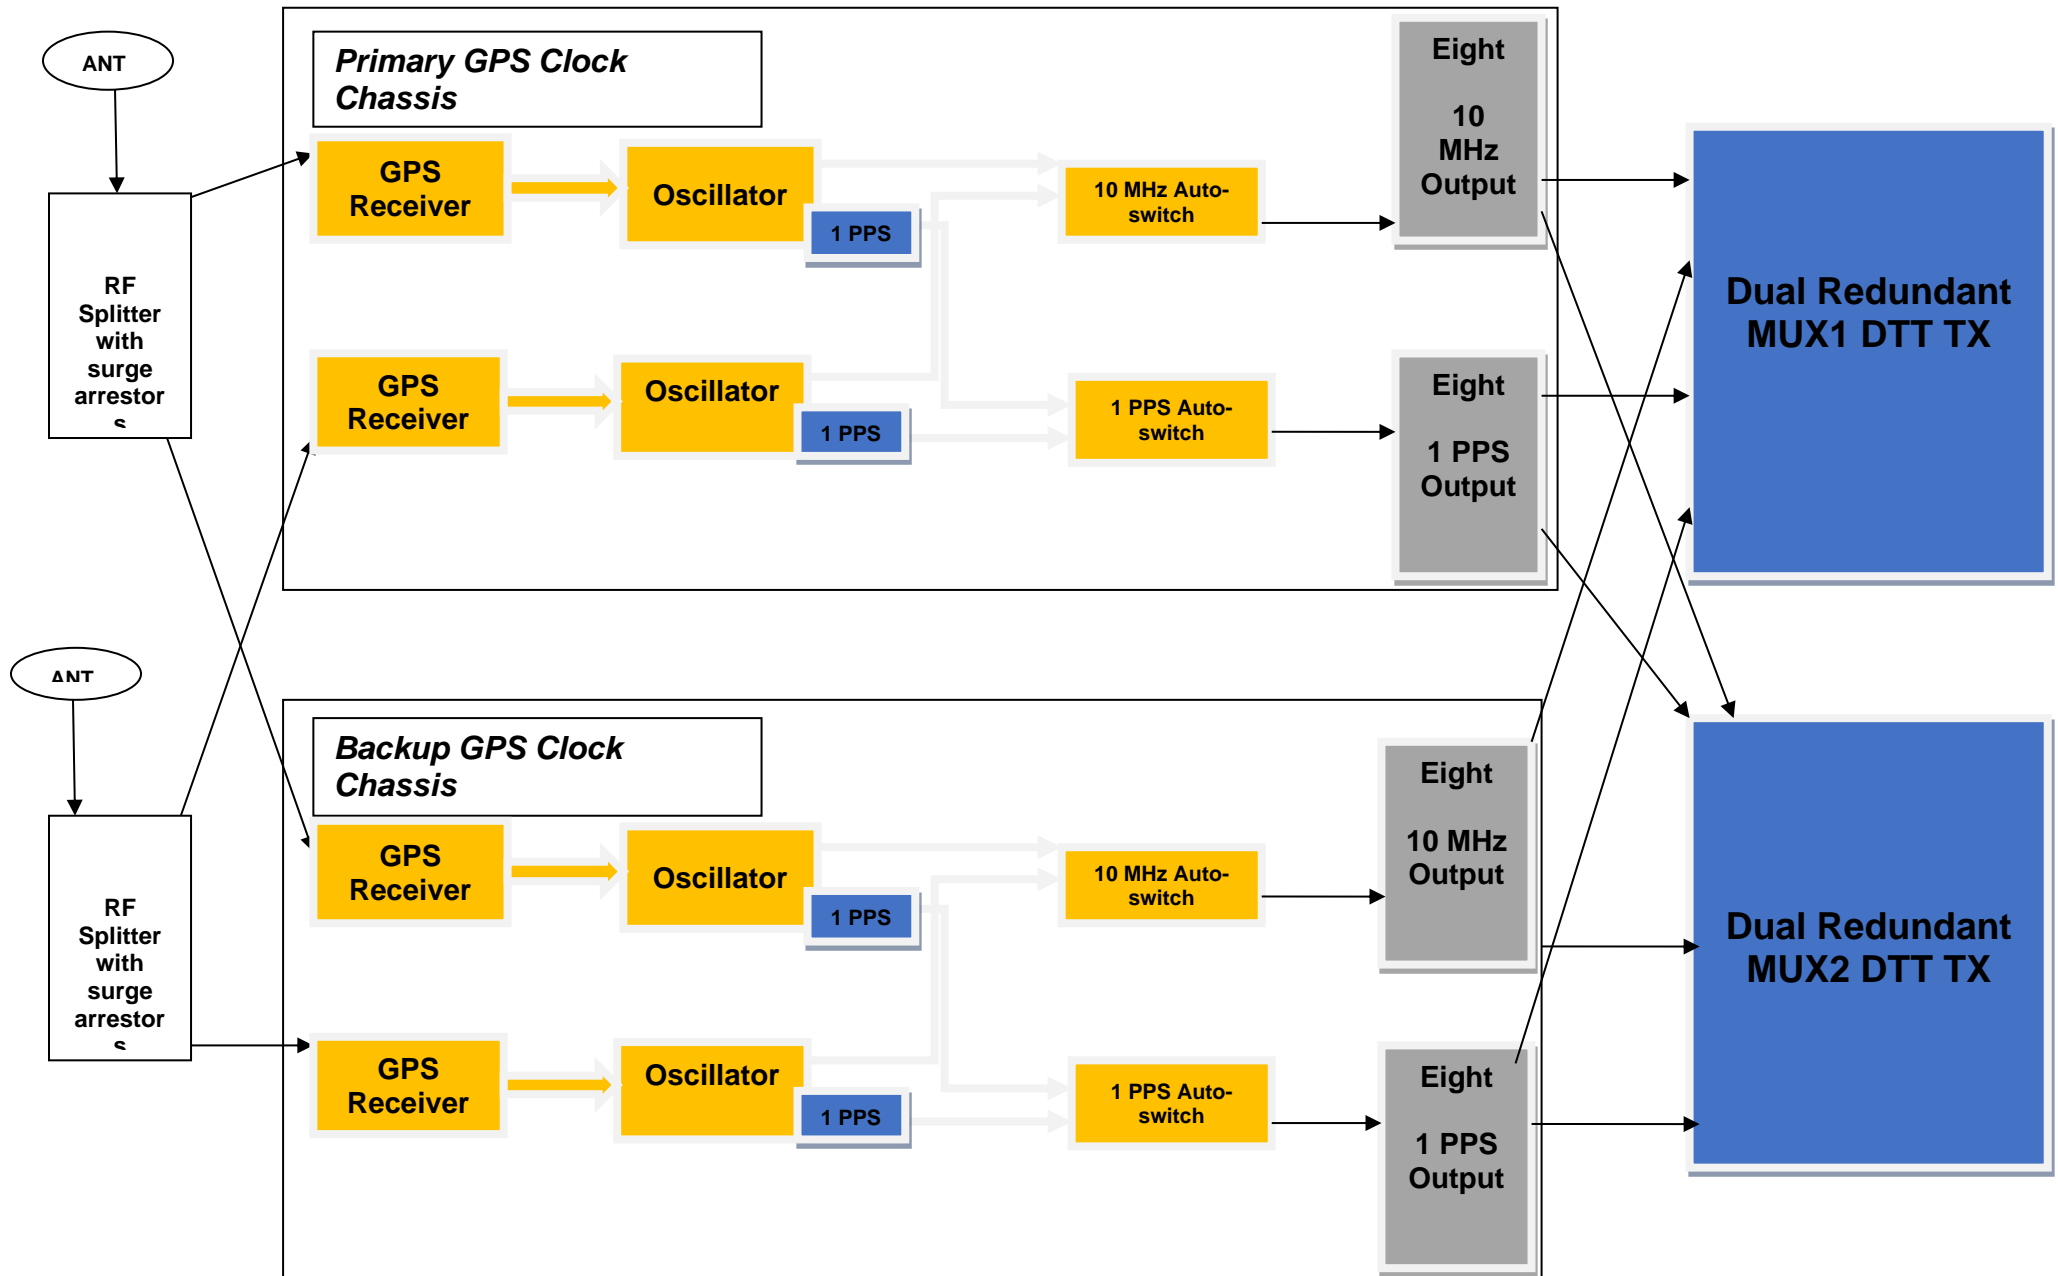 ANT
Primary GPS Clock
Chassis
Eight
10
MHz
Output
GPS
Receiver
Oscillator
1 PPS
10 MHz Auto-
switch
RF
Splitter
with
surge
arrestor
s
Dual Redundant
MUX1 DTT TX
GPS
Receiver
Oscillator
1 PPS
1 PPS Auto-
switch
Eight
1 PPS
Output
ANT
Backup GPS Clock
Chassis
Eight
10 MHz
Output
GPS
Receiver
Oscillator
1 PPS
10 MHz Auto-
switch
RF
Splitter
with
surge
arrestor
s
Dual Redundant
MUX2 DTT TX
GPS
Receiver
Oscillator
1 PPS
1 PPS Auto-
switch
Eight
1 PPS
Output